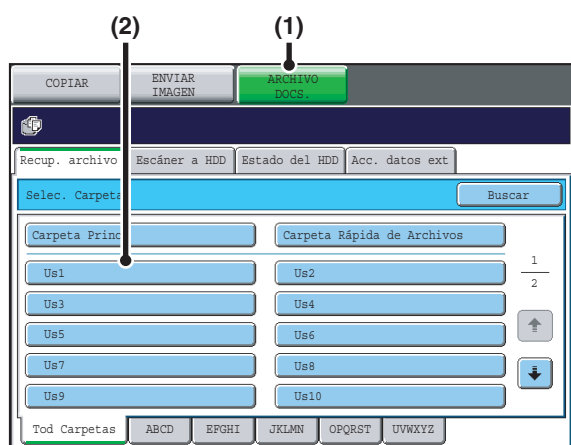 (2) (1)
COPIAR ENVIAR IMAGEN ARCHIVO DOCS.
Recup. archivo Escáner a HDD Estado del HDD Acc. datos ext
Selec. Carpeta Buscar
Carpeta Princ Carpeta Rápida de Archivos
1
Us1 Us2
2
Us3 Us4
Us5 Us6
Us7 Us8
Us9 Us10
Tod Carpetas ABCD EFGHI JKLMN OPQRST UVWXYZ